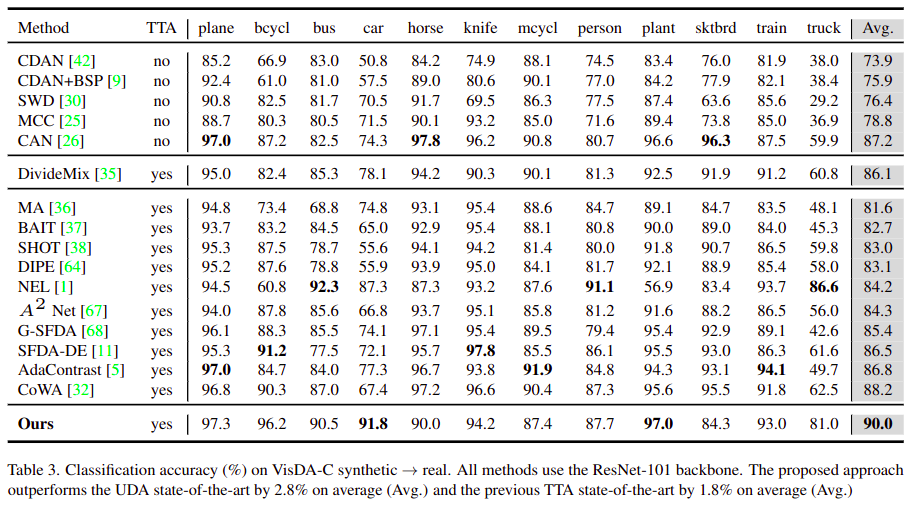 Method TTA plane bcycl bus car horse knife mcycl person plant sktbrd train truck Avg.
CDAN [42] no 85.2 66.9 83.0 50.8 84.2 74.9 88.1 74.5 83.4 76.0 81.9 38.0 73.9
CDAN+BSP [9] no 92.4 61.0 81.0 57.5 89.0 80.6 90.1 77.0 84.2 77.9 82.1 38.4 75.9
SWD [30] no 90.8 82.5 81.7 70.5 91.7 69.5 86.3 77.5 87.4 63.6 85.6 29.2 76.4
MCC [25] no 88.7 80.3 80.5 71.5 90.1 93.2 85.0 71.6 89.4 73.8 85.0 36.9 78.8
CAN [26] no 97.0 87.2 82.5 74.3 97.8 96.2 90.8 80.7 96.6 96.3 87.5 59.9 87.2
DivideMix [35] yes 95.0 82.4 85.3 78.1 94.2 90.3 90.1 81.3 92.5 91.9 91.2 60.8 86.1
MA [36] yes 94.8 73.4 68.8 74.8 93.1 95.4 88.6 84.7 89.1 84.7 83.5 48.1 81.6
BAIT [37] yes 93.7 83.2 84.5 65.0 92.9 95.4 88.1 80.8 90.0 89.0 84.0 45.3 82.7
SHOT [38] yes 95.3 87.5 78.7 55.6 94.1 94.2 81.4 80.0 91.8 90.7 86.5 59.8 83.0
DIPE [64] yes 95.2 87.6 78.8 55.9 93.9 95.0 84.1 81.7 92.1 88.9 85.4 58.0 83.1
NEL [1] yes 94.5 60.8 92.3 87.3 87.3 93.2 87.6 91.1 56.9 83.4 93.7 86.6 84.2
A² Net [67] yes 94.0 87.8 85.6 66.8 93.7 95.1 85.8 81.2 91.6 88.2 86.5 56.0 84.3
G-SFDA [68] yes 96.1 88.3 85.5 74.1 97.1 95.4 89.5 79.4 95.4 92.9 89.1 42.6 85.4
SFDA-DE [11] yes 95.3 91.2 77.5 72.1 95.7 97.8 85.5 86.1 95.5 93.0 86.3 61.6 86.5
AdaContrast [5] yes 97.0 84.7 84.0 77.3 96.7 93.8 91.9 84.8 94.3 93.1 94.1 49.7 86.8
CoWA [32] yes 96.8 90.3 87.0 67.4 97.2 96.6 90.4 87.3 95.6 95.5 91.8 62.5 88.2
Ours yes 97.3 96.2 90.5 91.8 90.0 94.2 87.4 87.7 97.0 84.3 93.0 81.0 90.0
Table 3. Classification accuracy (%) on VisDA-C synthetic → real. All methods use the ResNet-101 backbone. The proposed approach
outperforms the UDA state-of-the-art by 2.8% on average (Avg.) and the previous TTA state-of-the-art by 1.8% on average (Avg.)